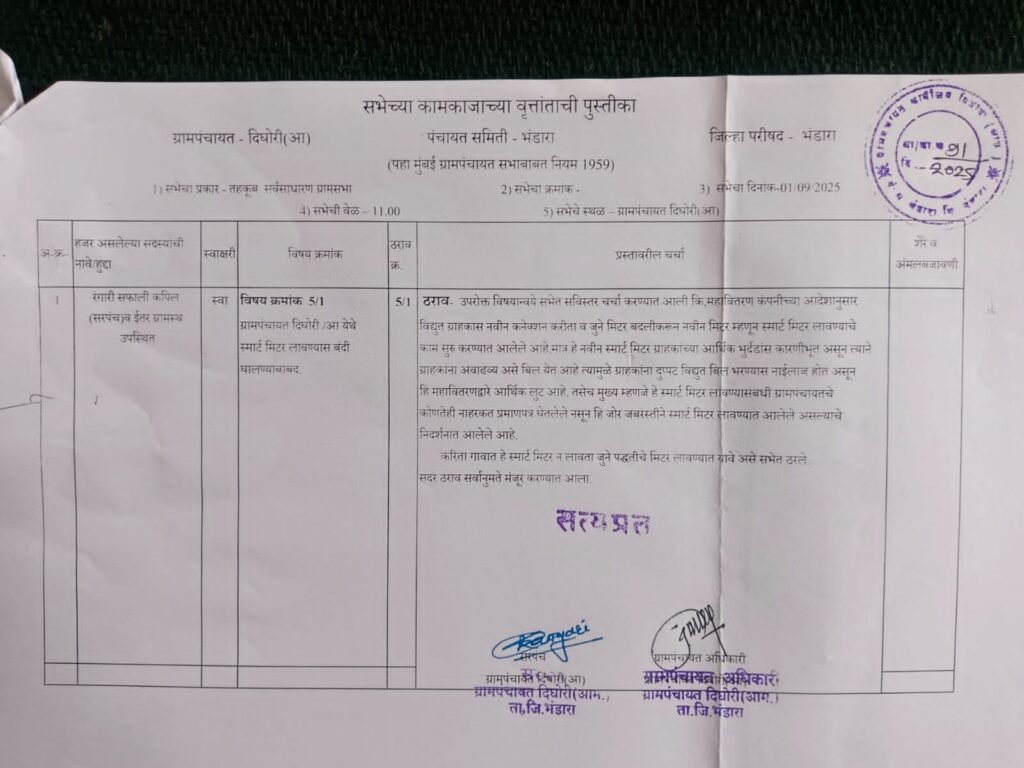 सभेच्या कामकाजाच्या वृत्तांताची पुस्तीका
ग्रामपंचायत - दिघोरी(आ) पंचायत समिती - भंडारा जिल्हा परीषद - भंडारा
(पहा मुंबई ग्रामपंचायत सभाबाबत नियम 1959)
1) सभेचा प्रकार - तहकूब सर्वसाधारण ग्रामसभा 2) सभेचा क्रमांक - 3) सभेचा दिनांक-01/09/2025
4) सभेची वेळ – 11.00 5) सभेचे स्थळ – ग्रामपंचायत दिघोरी(आ)
अ-क्र-
हजर असलेल्या सदस्यांची
नावे/हुद्दा
स्वाक्षरी
विषय क्रमांक
ठराव
क्र.
प्रस्तावरील चर्चा
शेरे व
अंमलबजावणी
1
रंगारी सफाली कपिल
(सरपंच)व ईतर ग्रामस्थ
उपस्थित
स्वा
विषय क्रमांक 5/1
ग्रामपंचायत दिघोरी /आ येथे
स्मार्ट मिटर लावण्यास बंदी
घालण्याबाबद.
5/1
ठराव- उपरोक्त विषयान्वये सभेत सविस्तर चर्चा करण्यात आली कि,महावितरण कंपनीच्या आदेशानुसार
विद्युत ग्राहकास नवीन कनेक्शन करीता व जुने मिटर बदलीकरून नवीन मिटर म्हणून स्मार्ट मिटर लावण्याचे
काम सुरु करण्यात आलेले आहे.मात्र हे नवीन स्मार्ट मिटर ग्राहकांच्या आर्थिक भुर्दडांस कारणीभूत असून त्याने
ग्राहकांना अवाढव्य असे बिल येत आहे त्यामुळे ग्राहकांना दुप्पट विद्युत बिल भरण्यास नाईलाज होत असून
हि महावितरणद्वारे आर्थिक लुट आहे. तसेच मुख्य म्हणजे हे स्मार्ट मिटर लावण्यासंबधी ग्रामपंचायतचे
कोणतेही नाहरकत प्रमाणपत्र घेतलेले नसून हि जोर जबरस्तीने स्मार्ट मिटर लावण्यात आलेले असल्याचे
निदर्शनात आलेले आहे.
करिता गावात हे स्मार्ट मिटर न लावता जुने पद्धतीचे मिटर लावण्यात यावे असे सभेत ठरले.
सदर ठराव सर्वानुमते मंजूर करण्यात आला.
सत्यप्रत
सरपंच
ग्रामपंचायत दिघोरी(आ)
ग्रामपंचायत दिघोरी(आम.)
ता.जि.भंडारा
ग्रामपंचायत अधिकारी
ग्रामपंचायत अधिकारी
ग्रामपंचायत दिघोरी(आम.)
ता.जि.भंडारा
91
2025